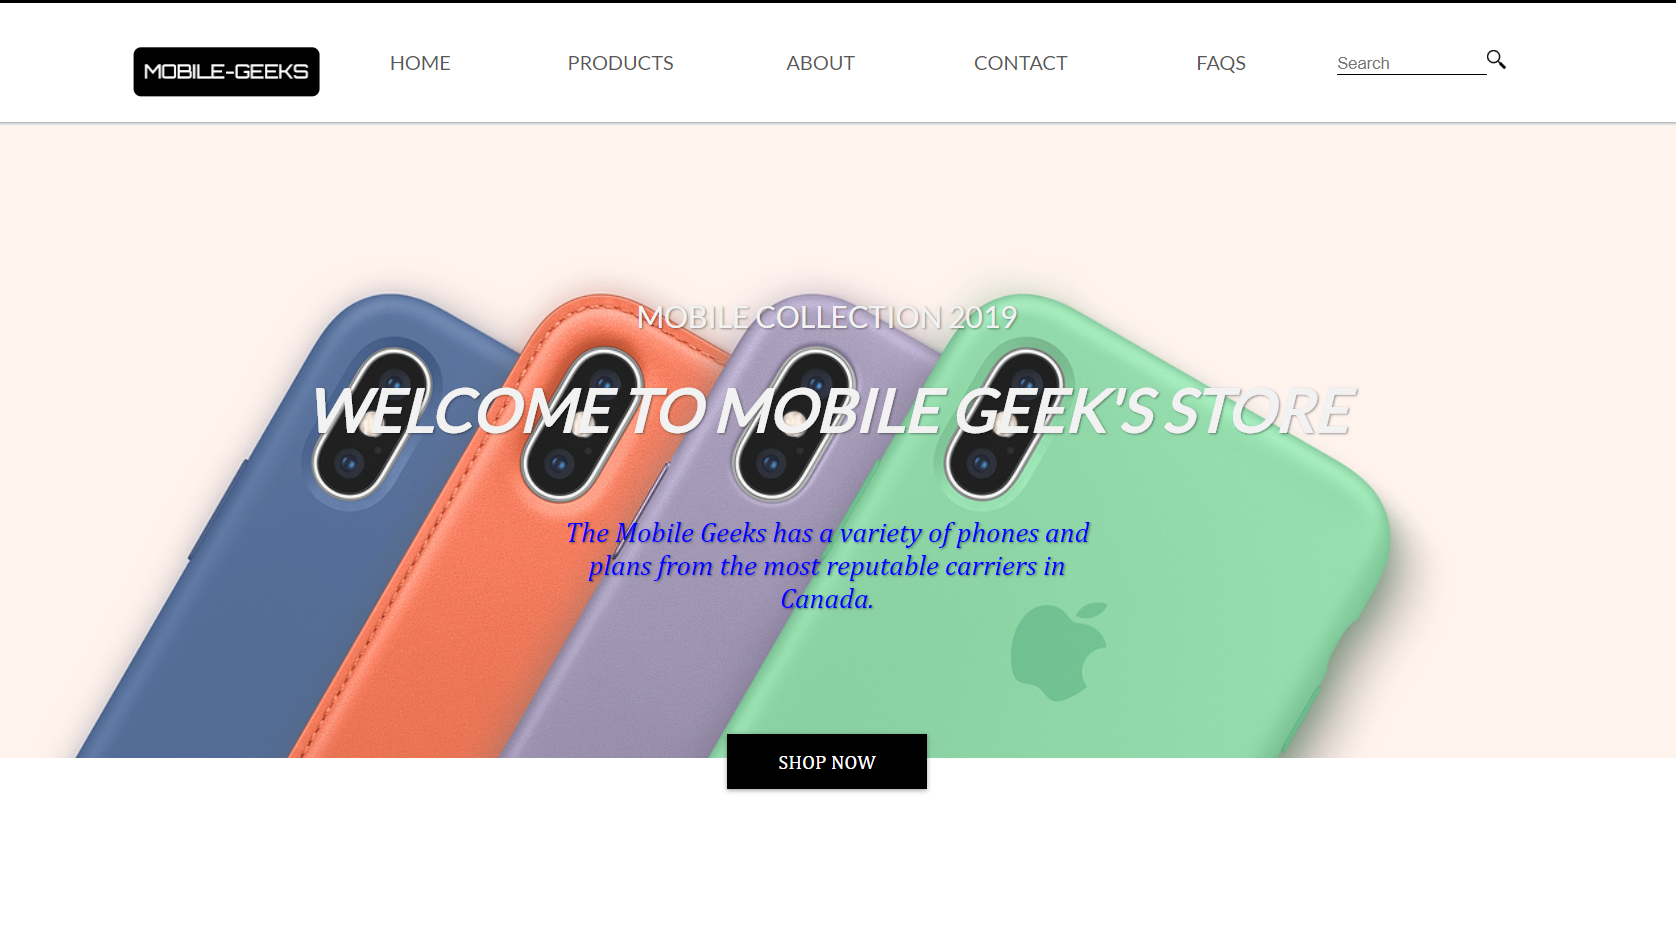 MOBILE-GEEKS
HOME
PRODUCTS
ABOUT
CONTACT
FAQS
Search
MOBILE COLLECTION 2019
WELCOME TO MOBILE GEEK'S STORE
The Mobile Geeks has a variety of phones and
plans from the most reputable carriers in
Canada.
SHOP NOW